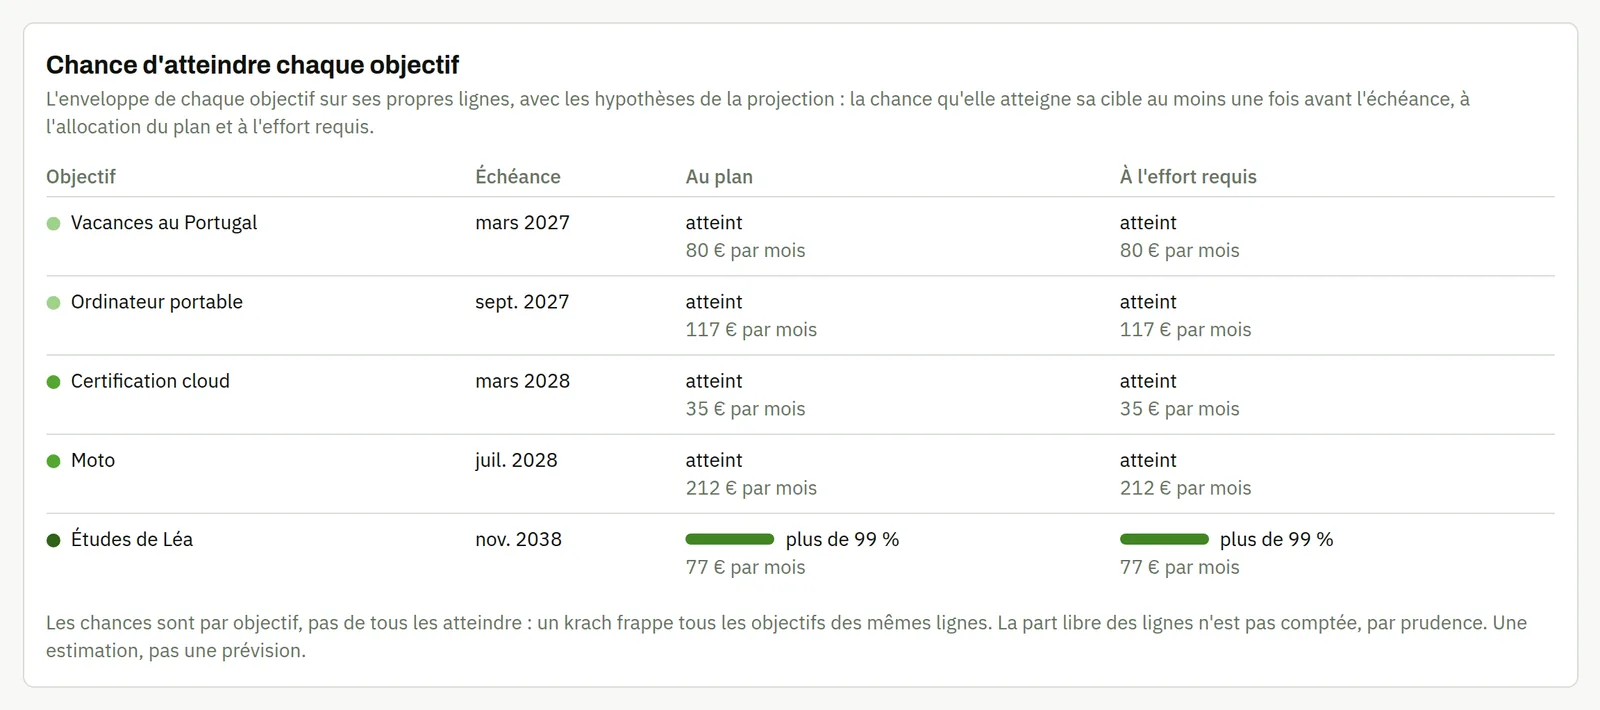 Chance d'atteindre chaque objectif
L'enveloppe de chaque objectif sur ses propres lignes, avec les hypothèses de la projection : la chance qu'elle atteigne sa cible au moins une fois avant l'échéance, à
l'allocation du plan et à l'effort requis.
Objectif Échéance Au plan À l'effort requis
Vacances au Portugal mars 2027 atteint atteint
80 € par mois 80 € par mois
Ordinateur portable sept. 2027 atteint atteint
117 € par mois 117 € par mois
Certification cloud mars 2028 atteint atteint
35 € par mois 35 € par mois
Moto juil. 2028 atteint atteint
212 € par mois 212 € par mois
Études de Léa nov. 2038 plus de 99 % plus de 99 %
77 € par mois 77 € par mois
Les chances sont par objectif, pas de tous les atteindre : un krach frappe tous les objectifs des mêmes lignes. La part libre des lignes n'est pas comptée, par prudence. Une
estimation, pas une prévision.